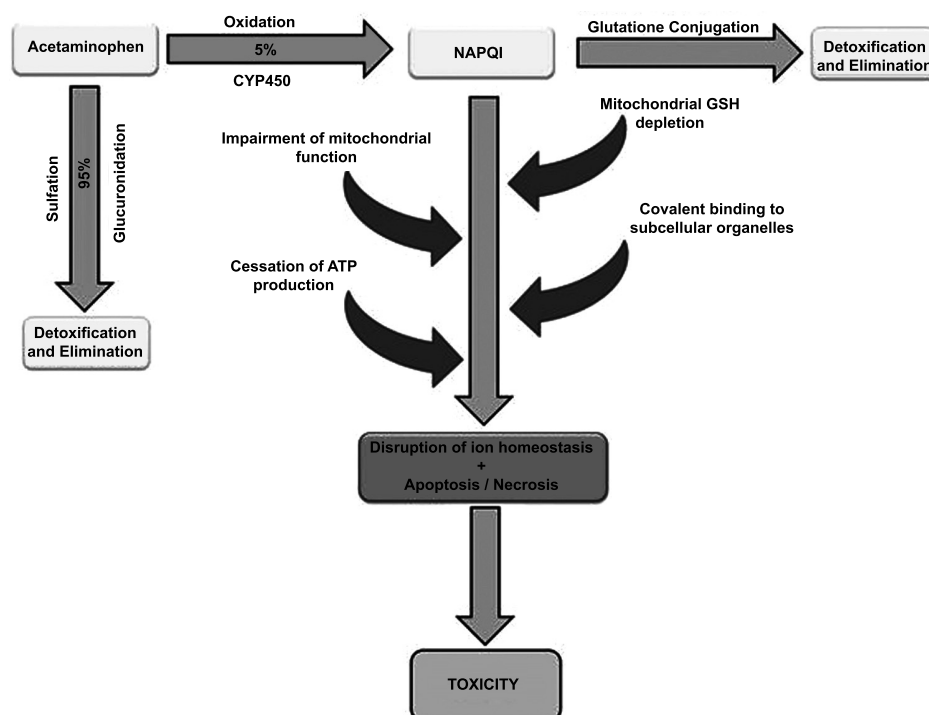 Oxidation
Acetaminophen
5%
CYP450
NAPQI
Glutatione Conjugation
Detoxification
and Elimination
Sulfation
95%
Glucuronidation
Detoxification
and Elimination
Impairment of mitochondrial
function
Mitochondrial GSH
depletion
Cessation of ATP
production
Covalent binding to
subcellular organelles
Disruption of ion homeostasis
+
Apoptosis / Necrosis
TOXICITY